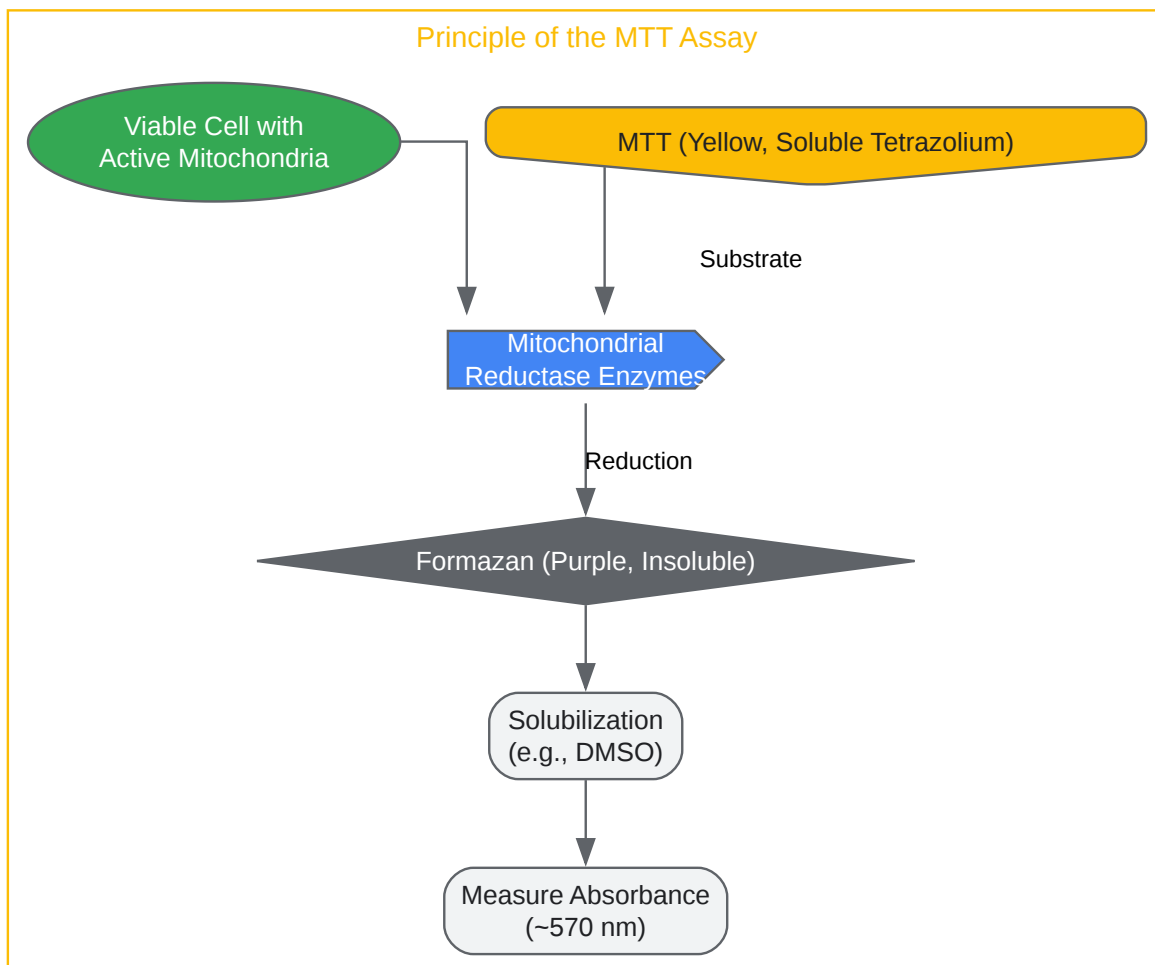 Principle of the MTT Assay
Viable Cell with
Active Mitochondria
MTT (Yellow, Soluble Tetrazolium)
Substrate
Mitochondrial
Reductase Enzymes
Reduction
Formazan (Purple, Insoluble)
Solubilization
(e.g., DMSO)
Measure Absorbance
(~570 nm)